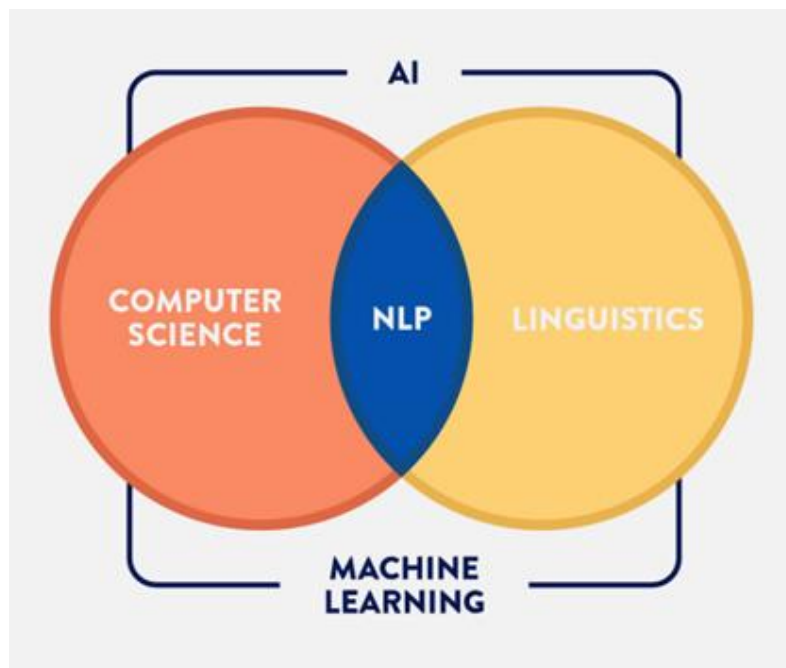 AI
COMPUTER
SCIENCE
NLP
LINGUISTICS
MACHINE
LEARNING